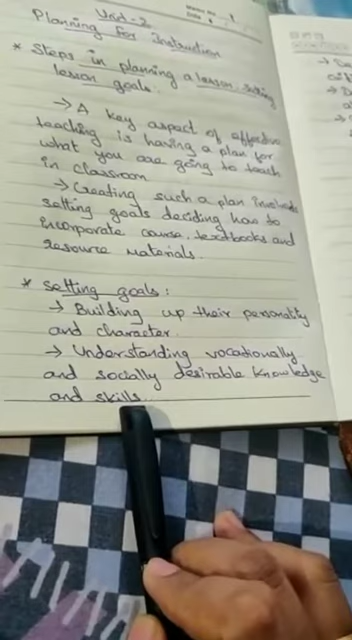 Unit-2
Planning For Instruction
* Steps in planning a lesson, setting
lesson goals:
→ A key aspect of effective
teaching is having a plan for
what you are going to teach
in classroom
→ Creating such a plan involves
setting goals deciding how to
incorporate course, textbooks and
resource materials.
* Setting goals:
→ Building up their personality
and character.
→ Understanding vocationally
and socially desirable knowledge
and skills.